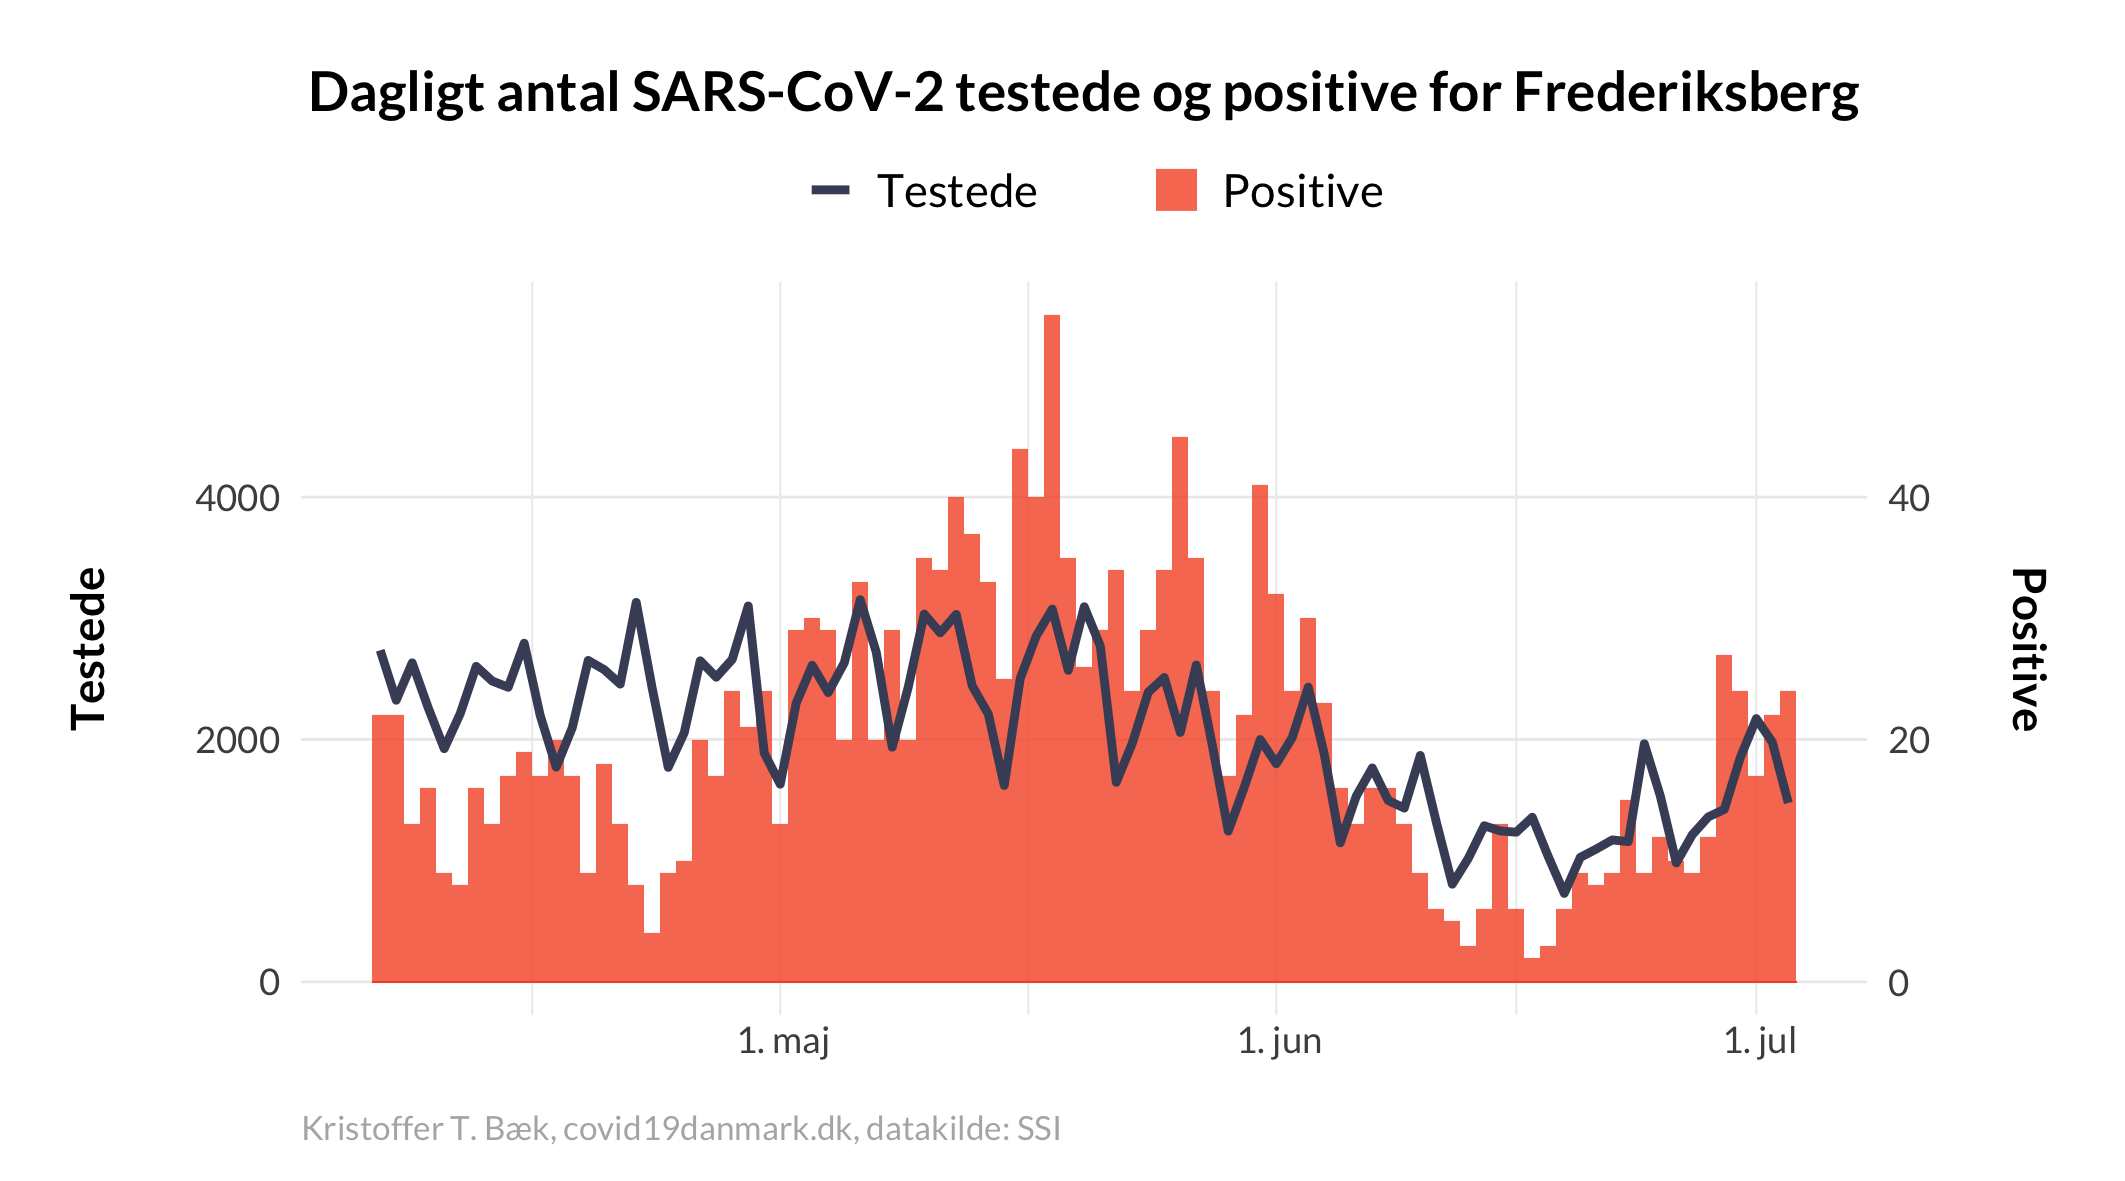 Dagligt antal SARS-CoV-2 testede og positive for Frederiksberg
Testede
Positive
4000
2000
0
Testede
40
20
0
Positive
1. maj
1. jun
1. jul
Kristoffer T. Bæk, covid19danmark.dk, datakilde: SSI